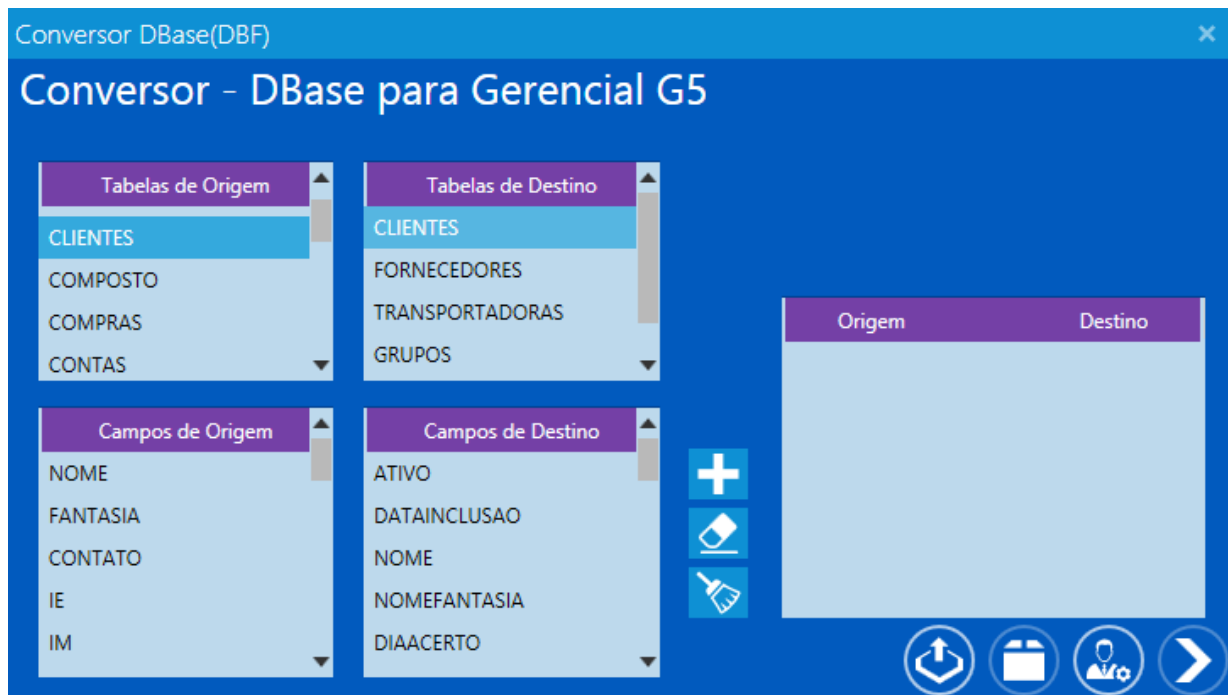 Conversor DBase(DBF)
Conversor - DBase para Gerencial G5
Tabelas de Origem
CLIENTES
COMPOSTO
COMPRAS
CONTAS
Tabelas de Destino
CLIENTES
FORNECEDORES
TRANSPORTADORAS
GRUPOS
Campos de Origem
NOME
FANTASIA
CONTATO
IE
IM
Campos de Destino
ATIVO
DATAINCLUSAO
NOME
NOMEFANTASIA
DIAACERTO
Origem Destino